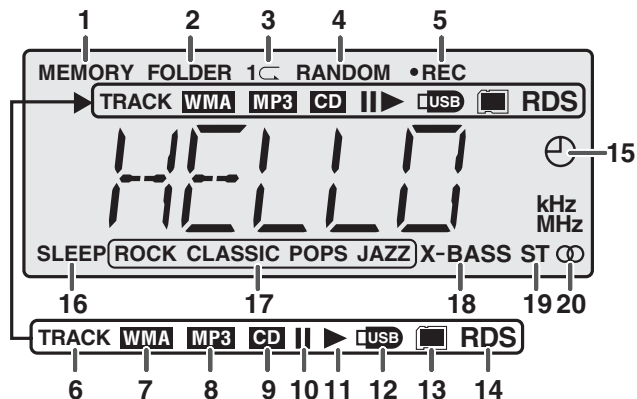 1 2 3 4 5
MEMORY FOLDER 1 RANDOM •REC
TRACK WMA MP3 CD USB RDS
HELLO
15
kHz
MHz
SLEEP ROCK CLASSIC POPS JAZZ X-BASS ST
16 17 18 19 20
TRACK WMA MP3 CD USB RDS
6 7 8 9 10 11 12 13 14